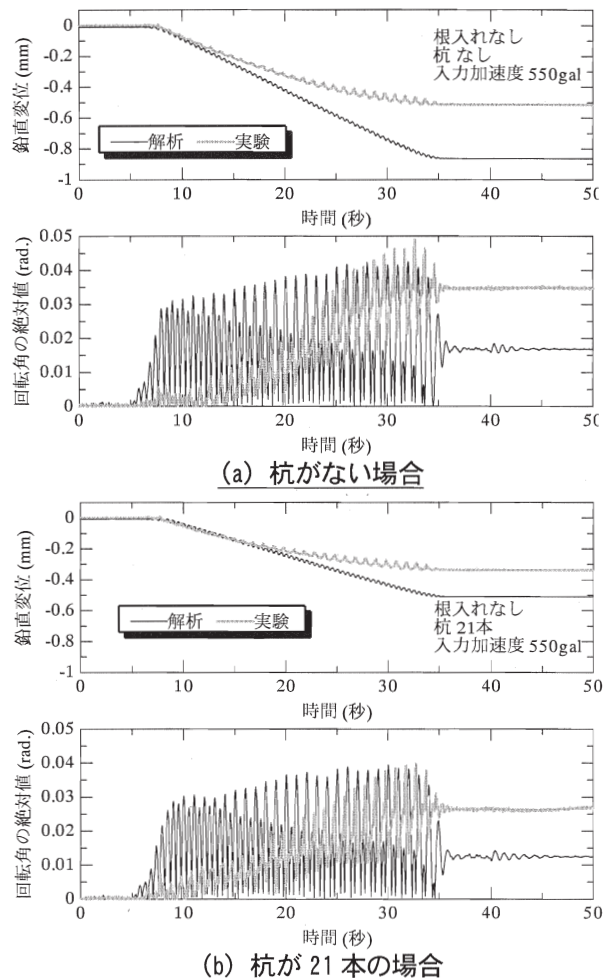 0
-0.2
-0.4
-0.6
-0.8
-1
鉛直変位 (mm)
根入れなし
杭 なし
入力加速度 550gal
解析 実験
0 10 20 30 40 50
時間 (秒)
0.05
0.04
0.03
0.02
0.01
0
回転角の絶対値 (rad.)
0 10 20 30 40 50
時間 (秒)
(a) 杭がない場合
0
-0.2
-0.4
-0.6
-0.8
-1
鉛直変位 (mm)
解析 実験
根入れなし
杭 21本
入力加速度 550gal
0 10 20 30 40 50
時間 (秒)
0.05
0.04
0.03
0.02
0.01
0
回転角の絶対値 (rad.)
0 10 20 30 40 50
時間 (秒)
(b) 杭が 21 本の場合